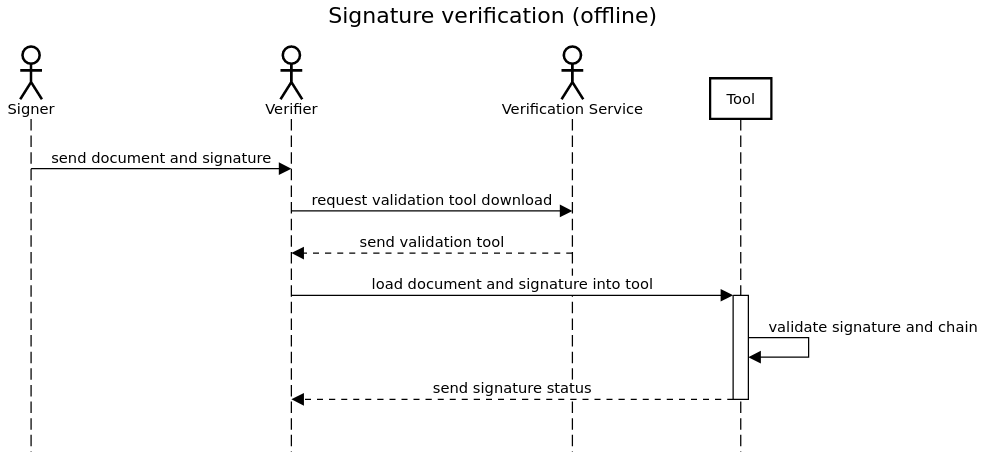 Signature verification (offline)
Signer
Verifier
Verification Service
Tool
send document and signature
request validation tool download
send validation tool
load document and signature into tool
validate signature and chain
send signature status